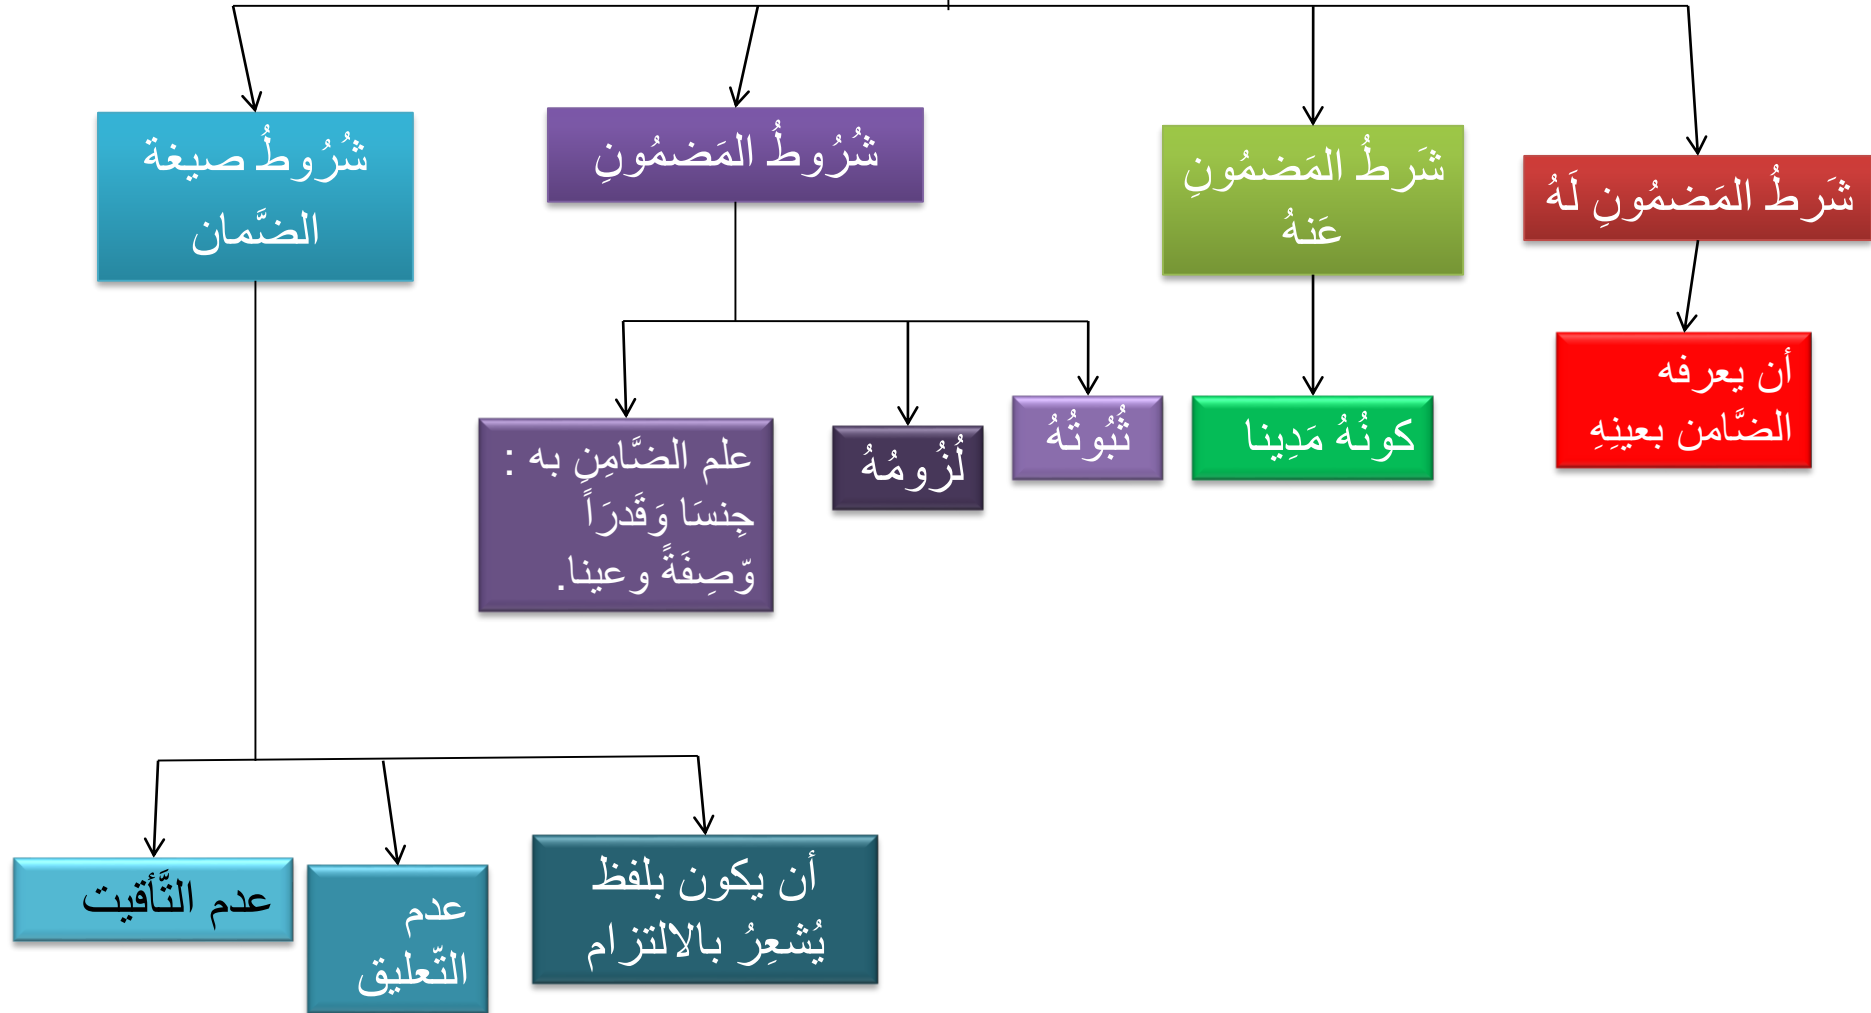 شَرطُ المَضمُونِ لَهُ
شَرطُ المَضمُونِ
عَنهُ
شُرُوطُ المَضمُونِ
شُرُوطُ صيغة
الضَّمان
أن يعرفه
الضَّامن بعينِهِ
كونُهُ مَدِينا
ثُبُوتُهُ
لُزُومُهُ
علم الضَّامِنِ به :
جِنسَا وَقَدرَاً
وّصِفَةً وعينا.
أن يكون بلفظ
يُشعِرُ بالالتزام
عدم
التّعليق
عدم التَّأقيت